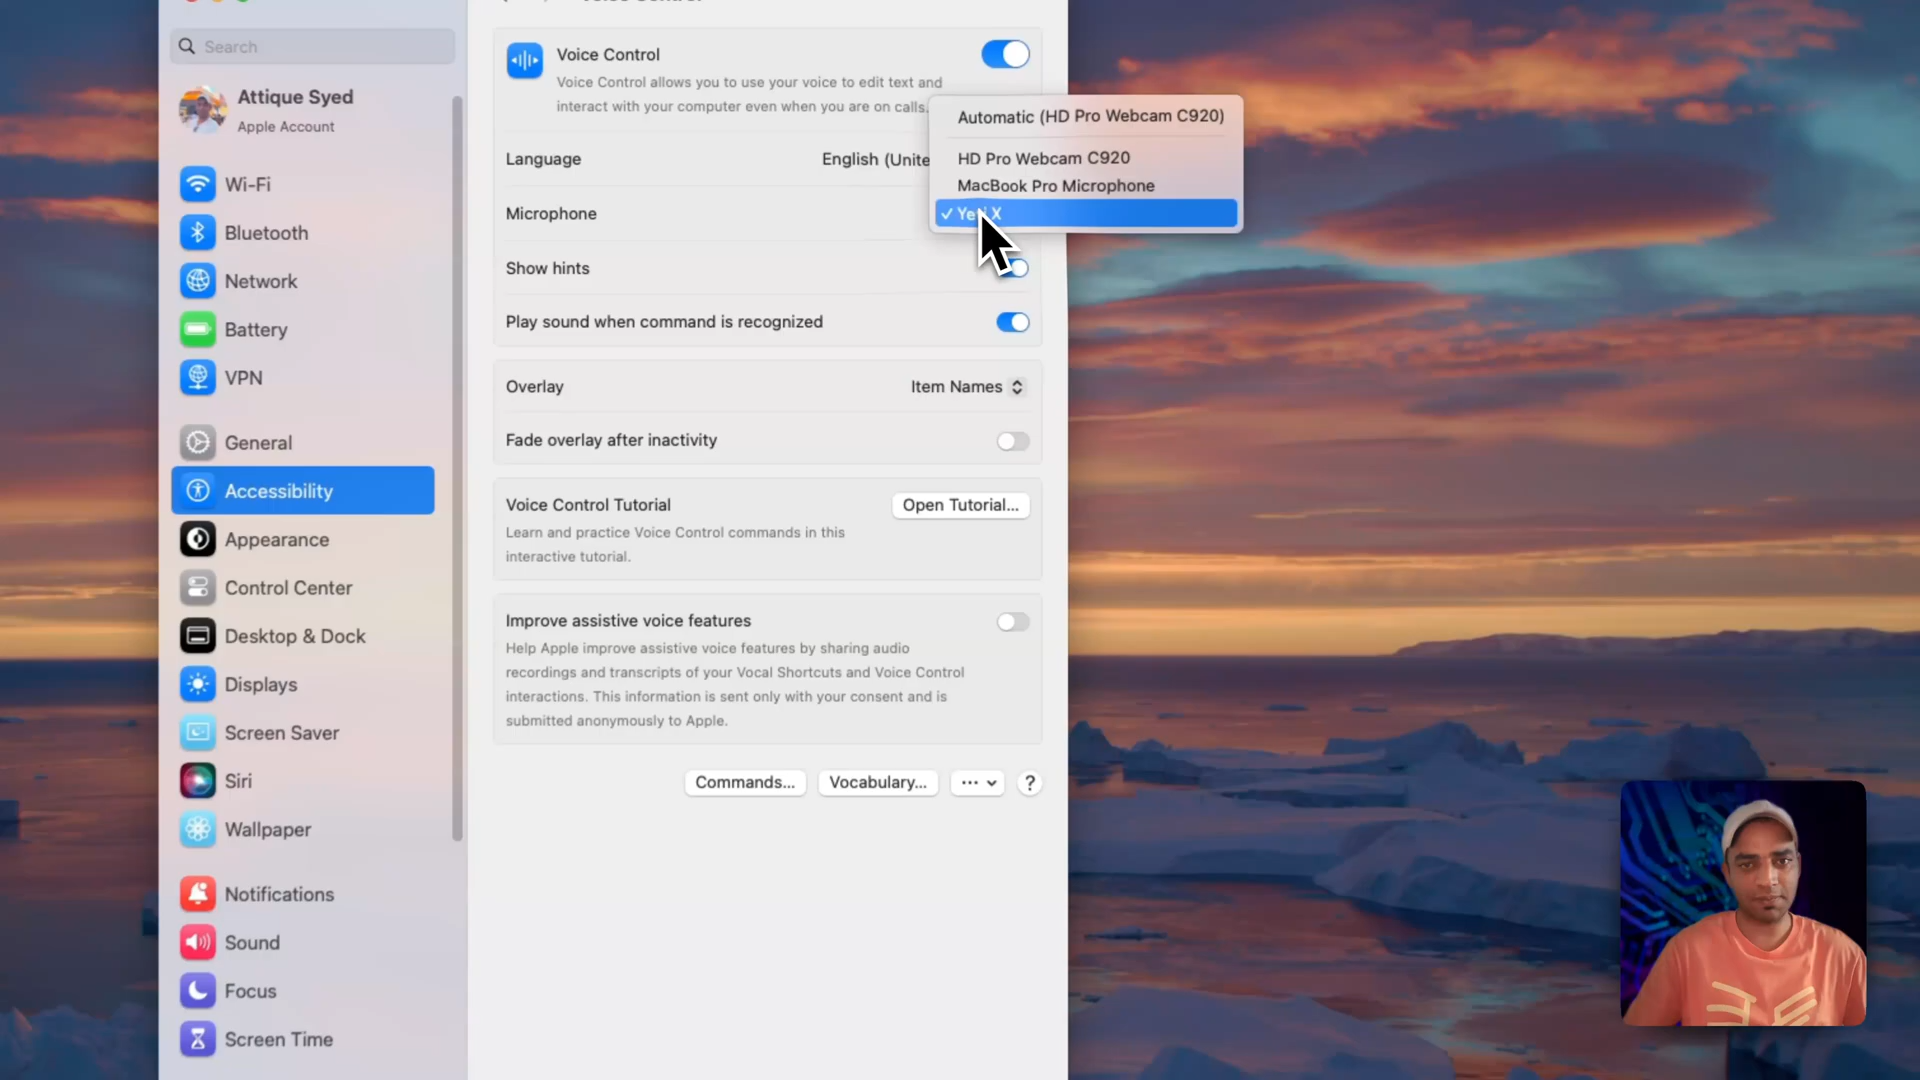 Search
Attique Syed
Apple Account
Wi-Fi
Bluetooth
Network
Battery
VPN
General
Accessibility
Appearance
Control Center
Desktop & Dock
Displays
Screen Saver
Siri
Wallpaper
Notifications
Sound
Focus
Screen Time
Voice Control
Voice Control allows you to use your voice to edit text and
interact with your computer even when you are on calls.
Language
English (Unite
Microphone
Automatic (HD Pro Webcam C920)
HD Pro Webcam C920
MacBook Pro Microphone
✓ Yeti X
Show hints
Play sound when command is recognized
Overlay
Item Names
Fade overlay after inactivity
Voice Control Tutorial
Open Tutorial...
Learn and practice Voice Control commands in this
interactive tutorial.
Improve assistive voice features
Help Apple improve assistive voice features by sharing audio
recordings and transcripts of your Vocal Shortcuts and Voice Control
interactions. This information is sent only with your consent and is
submitted anonymously to Apple.
Commands...
Vocabulary...
?